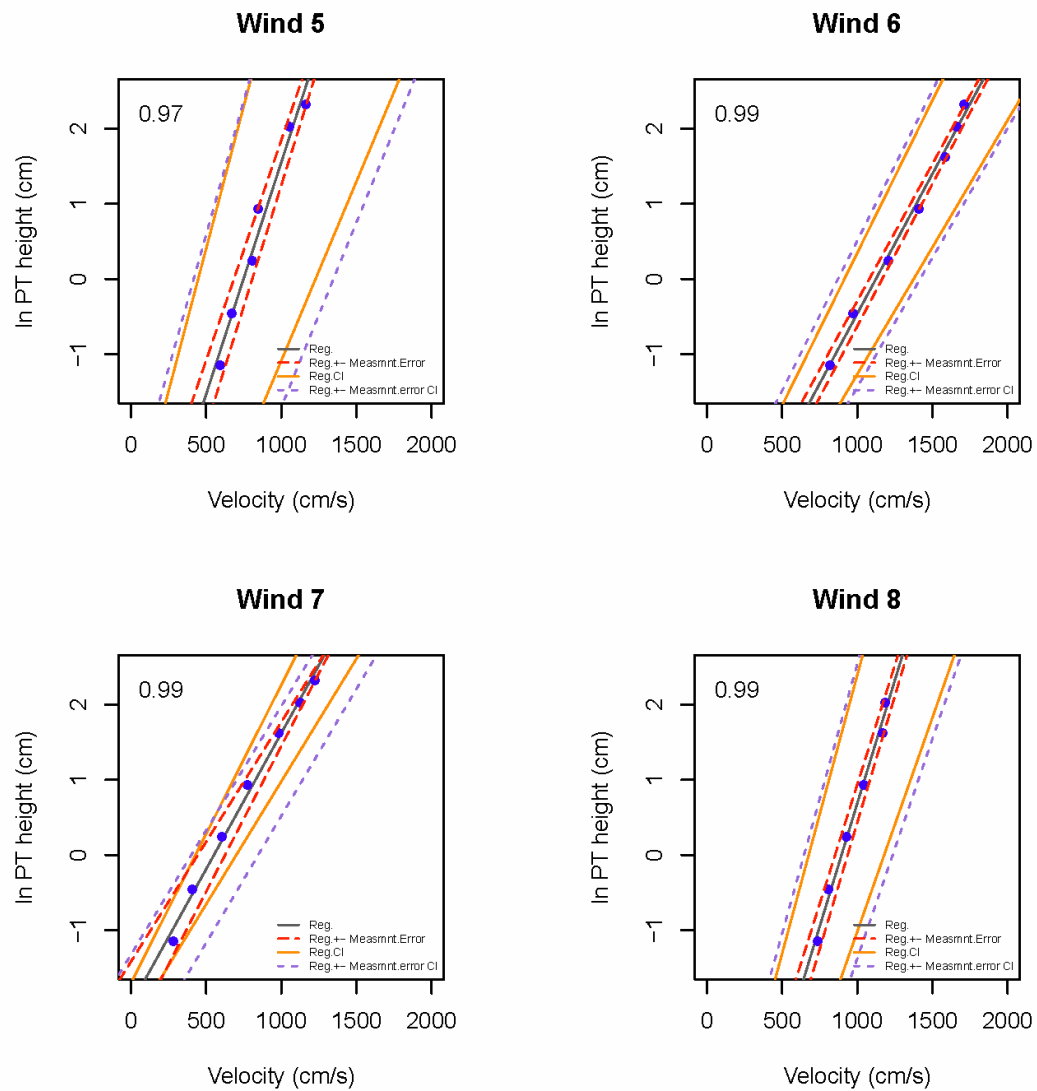 Wind 5
0.97
ln PT height (cm)
2
1
0
−1
Reg.
Reg.+− Measmnt.Error
Reg.CI
Reg.+− Measmnt.error CI
0 500 1000 1500 2000
Velocity (cm/s)
Wind 6
0.99
ln PT height (cm)
2
1
0
−1
Reg.
Reg.+− Measmnt.Error
Reg.CI
Reg.+− Measmnt.error CI
0 500 1000 1500 2000
Velocity (cm/s)
Wind 7
0.99
ln PT height (cm)
2
1
0
−1
Reg.
Reg.+− Measmnt.Error
Reg.CI
Reg.+− Measmnt.error CI
0 500 1000 1500 2000
Velocity (cm/s)
Wind 8
0.99
ln PT height (cm)
2
1
0
−1
Reg.
Reg.+− Measmnt.Error
Reg.CI
Reg.+− Measmnt.error CI
0 500 1000 1500 2000
Velocity (cm/s)